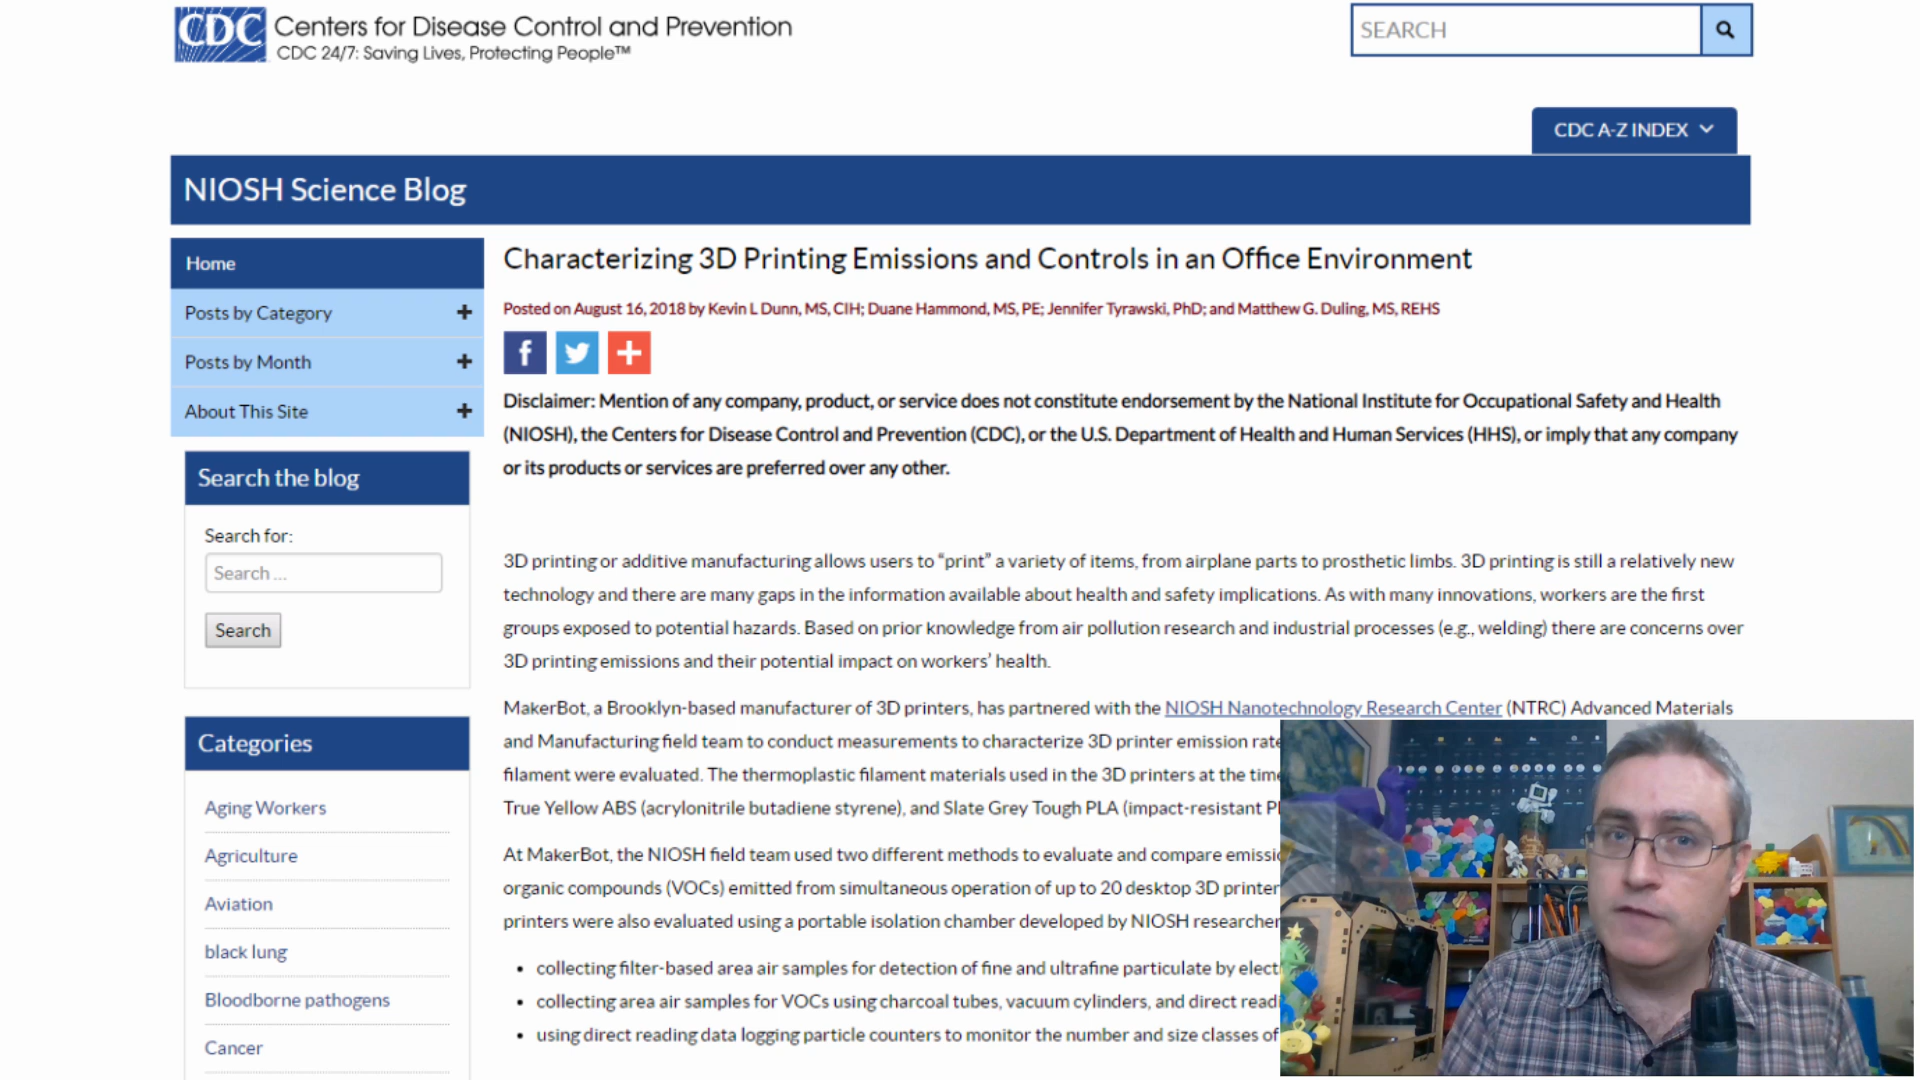 CDC
Centers for Disease Control and Prevention
CDC 24/7: Saving Lives, Protecting People™
SEARCH
CDC A-Z INDEX
NIOSH Science Blog
Home
Posts by Category
Posts by Month
About This Site
Search the blog
Search for:
Search ...
Search
Categories
Aging Workers
Agriculture
Aviation
black lung
Bloodborne pathogens
Cancer
Characterizing 3D Printing Emissions and Controls in an Office Environment
Posted on August 16, 2018 by Kevin L Dunn, MS, CIH; Duane Hammond, MS, PE; Jennifer Tyrawski, PhD; and Matthew G. Duling, MS, REHS
Disclaimer: Mention of any company, product, or service does not constitute endorsement by the National Institute for Occupational Safety and Health
(NIOSH), the Centers for Disease Control and Prevention (CDC), or the U.S. Department of Health and Human Services (HHS), or imply that any company
or its products or services are preferred over any other.
3D printing or additive manufacturing allows users to “print” a variety of items, from airplane parts to prosthetic limbs. 3D printing is still a relatively new
technology and there are many gaps in the information available about health and safety implications. As with many innovations, workers are the first
groups exposed to potential hazards. Based on prior knowledge from air pollution research and industrial processes (e.g., welding) there are concerns over
3D printing emissions and their potential impact on workers’ health.
MakerBot, a Brooklyn-based manufacturer of 3D printers, has partnered with the NIOSH Nanotechnology Research Center (NTRC) Advanced Materials
and Manufacturing field team to conduct measurements to characterize 3D printer emission rate
filament were evaluated. The thermoplastic filament materials used in the 3D printers at the time
True Yellow ABS (acrylonitrile butadiene styrene), and Slate Grey Tough PLA (impact-resistant
At MakerBot, the NIOSH field team used two different methods to evaluate and compare
organic compounds (VOCs) emitted from simultaneous operation of up to 20 desktop 3D printer
printers were also evaluated using a portable isolation chamber developed by NIOSH researcher
• collecting filter-based area air samples for detection of fine and ultrafine particulate by
• collecting area air samples for VOCs using charcoal tubes, vacuum cylinders, and direct
• using direct reading data logging particle counters to monitor the number and size classes of